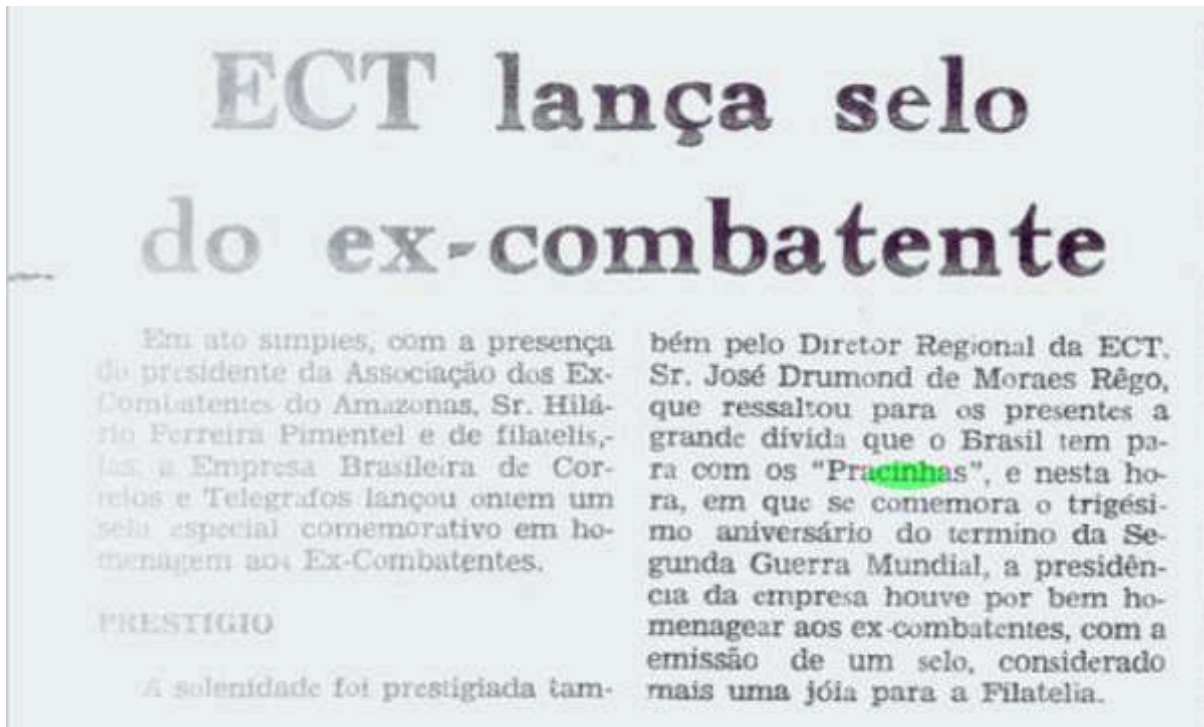 ECT lança selo
do ex-combatente
Em ato simples, com a presença
do presidente da Associação dos Ex-
Combatentes do Amazonas, Sr. Hilá-
rio Ferreira Pimentel e de filatelis,-
tas, a Empresa Brasileira de Cor-
reios e Telegrafos lançou ontem um
selo especial comemorativo em ho-
menagem aos Ex-Combatentes.
PRESTIGIO
A solenidade foi prestigiada tam-
bém pelo Diretor Regional da ECT,
Sr. José Drumond de Moraes Rêgo,
que ressaltou para os presentes a
grande dívida que o Brasil tem pa-
ra com os "Pracinhas", e nesta ho-
ra, em que se comemora o trigési-
mo aniversário do termino da Se-
gunda Guerra Mundial, a presidên-
cia da empresa houve por bem ho-
menagear aos ex-combatentes, com a
emissão de um selo, considerado
mais uma jóia para a Filatelia.